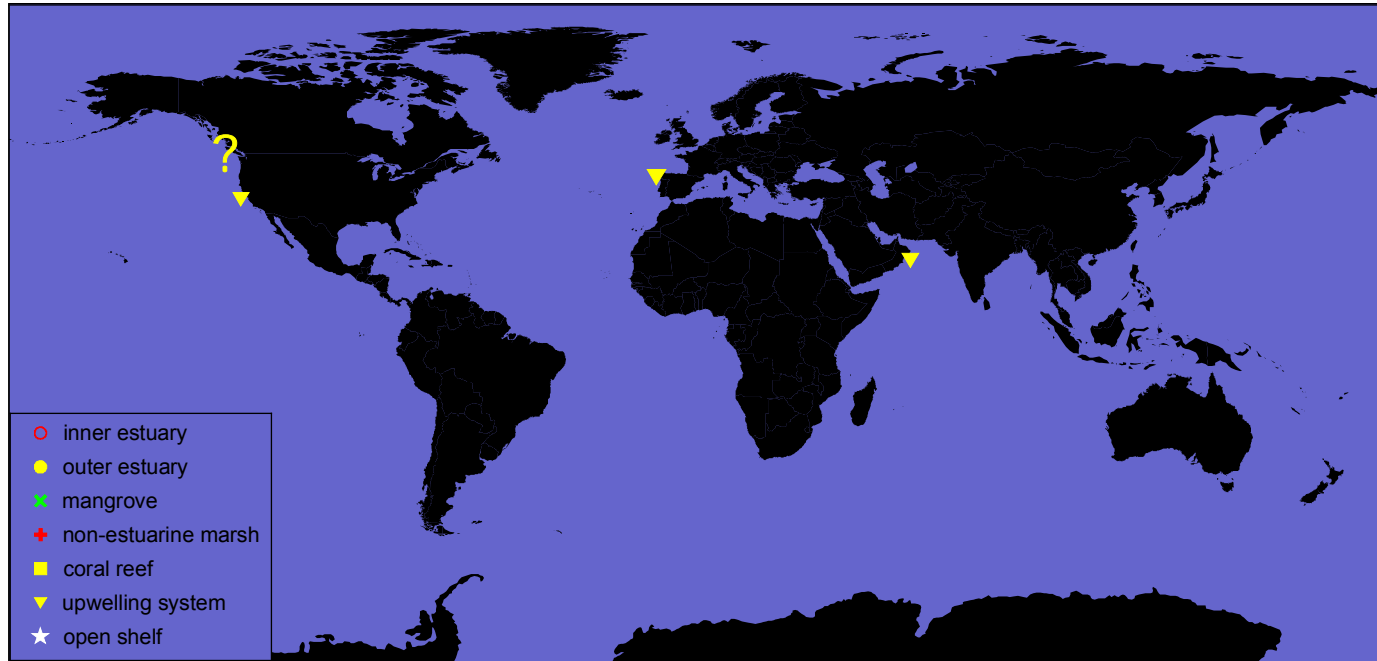 ?
inner estuary
outer estuary
mangrove
non-estuarine marsh
coral reef
upwelling system
open shelf